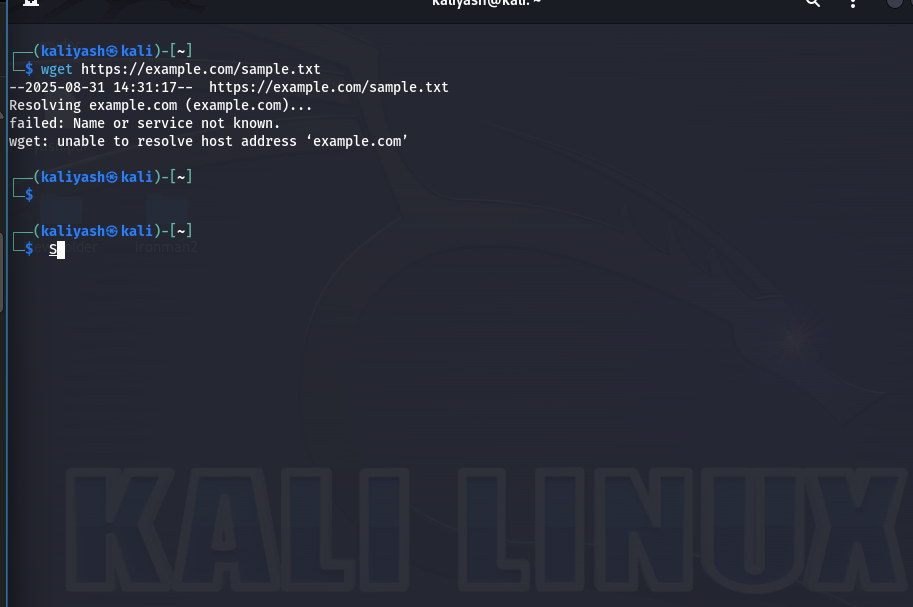 kaliyash@kali: ~
┌──(kaliyash㉿kali)-[~]
└─$ wget https://example.com/sample.txt
--2025-08-31 14:31:17--  https://example.com/sample.txt
Resolving example.com (example.com)...
failed: Name or service not known.
wget: unable to resolve host address ‘example.com’
┌──(kaliyash㉿kali)-[~]
└─$
┌──(kaliyash㉿kali)-[~]
└─$  S
ironman2
KALI LINUX